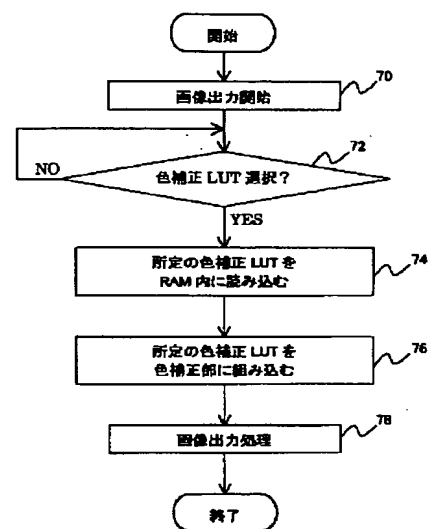 開始
画像出力開始
70
72
NO
色補正 LUT 選択？
YES
所定の色補正 LUT を
RAM 内に読み込む
74
所定の色補正 LUT を
色補正部に組み込む
76
画像出力処理
78
終了